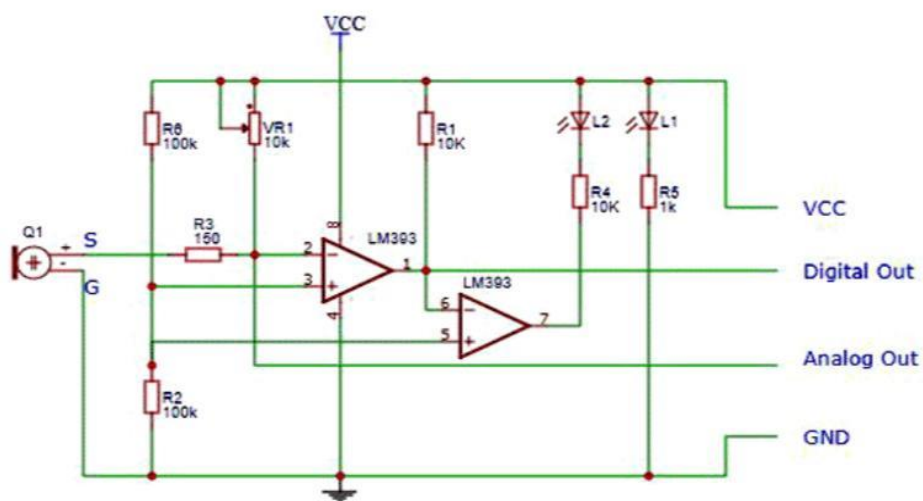 VCC
R6
100k
VR1
10k
R1
10K
L2
L1
R4
10K
R5
1k
VCC
Q1
+
S
R3
150
8
2
−
LM393
1
Digital Out
-
G
3
+
4
LM393
6
−
7
5
+
Analog Out
R2
100k
GND